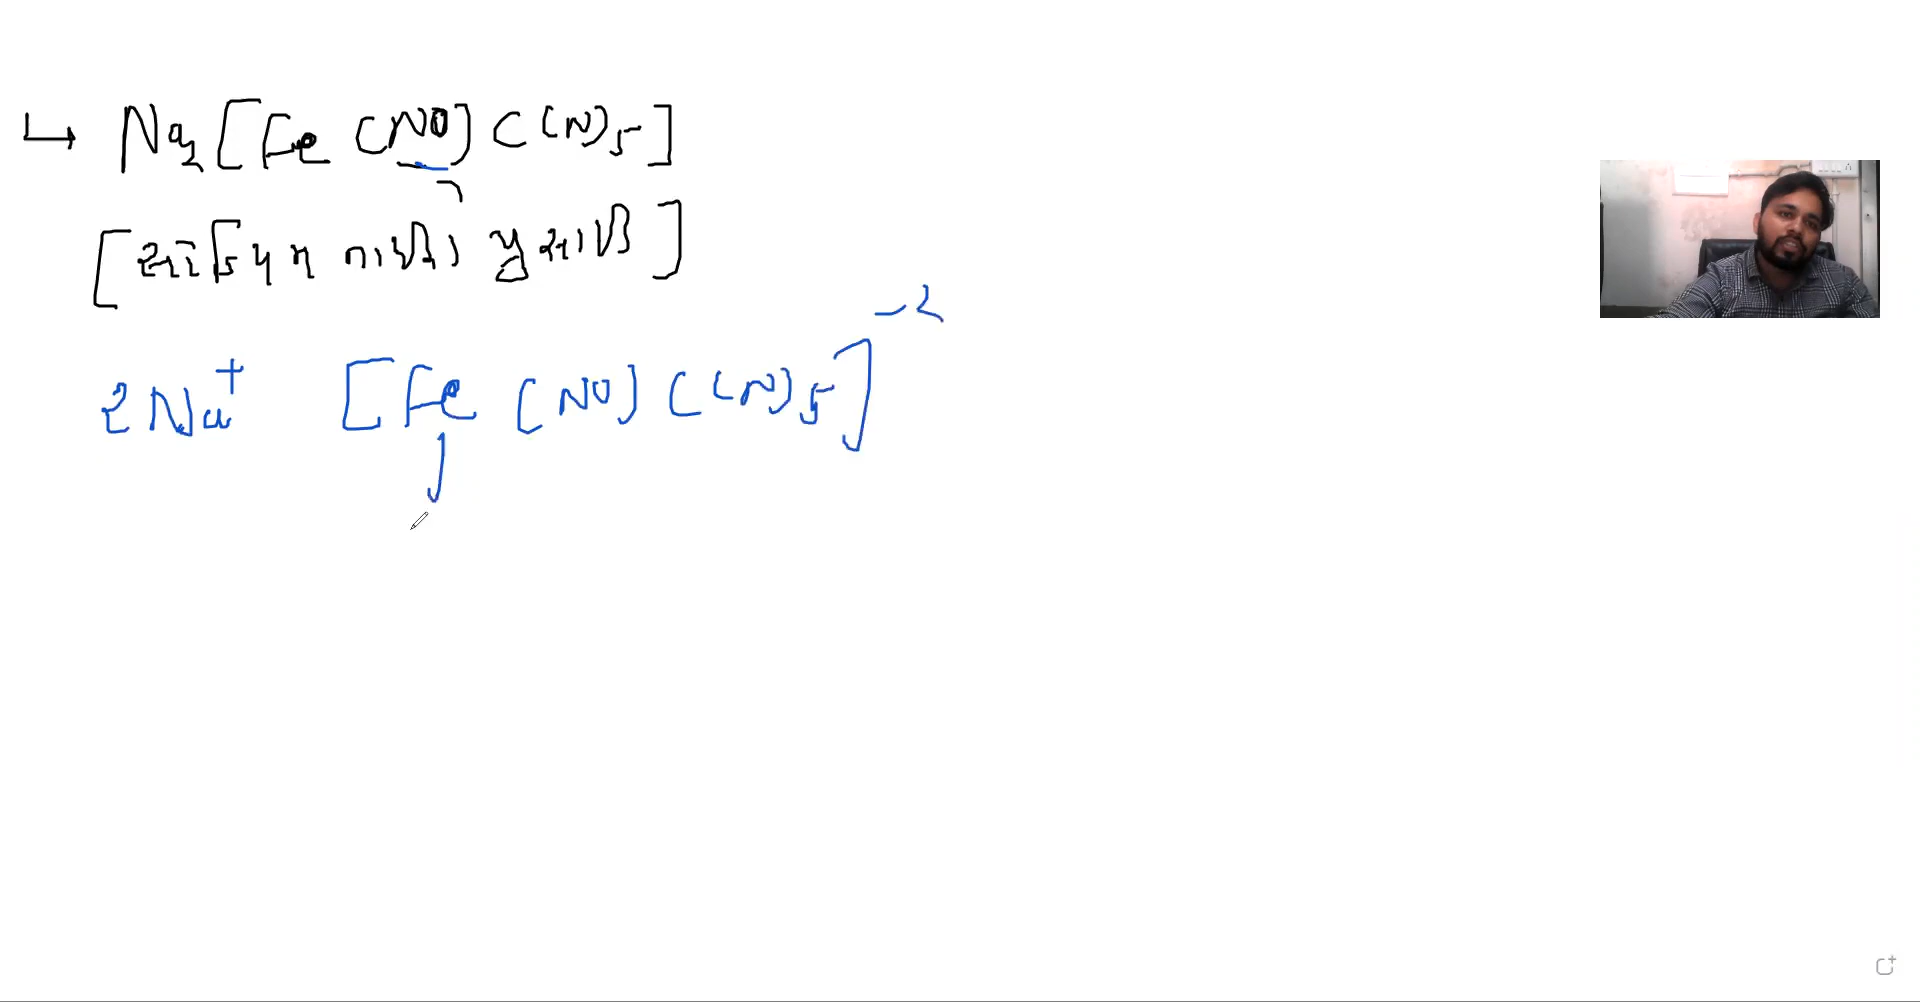 ↳ Na2[Fe(NO)(CN)5]
[सोडियम नाइट्रो प्रुसाइड]
2Na+ [Fe(NO)(CN)5]-2